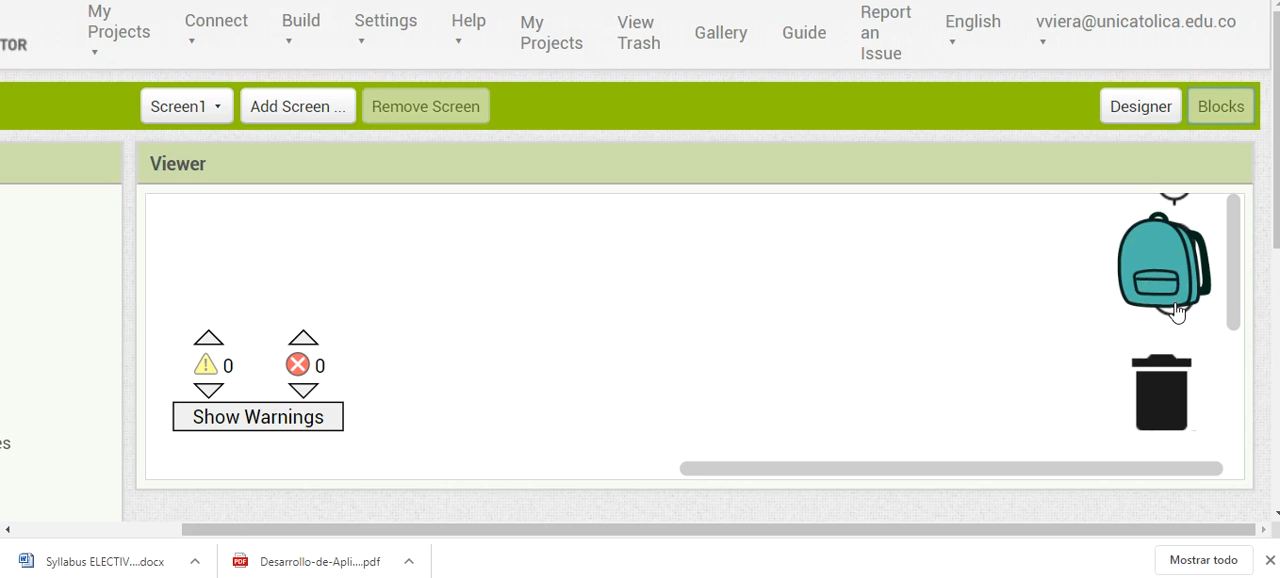 My Projects
Connect
Build
Settings
Help
My Projects
View Trash
Gallery
Guide
Report an Issue
English
vviera@unicatolica.edu.co
TOR
Screen1
Add Screen ...
Remove Screen
Designer
Blocks
Viewer
0
0
Show Warnings
es
Syllabus ELECTIV....docx
PDF
Desarrollo-de-Apli....pdf
Mostrar todo